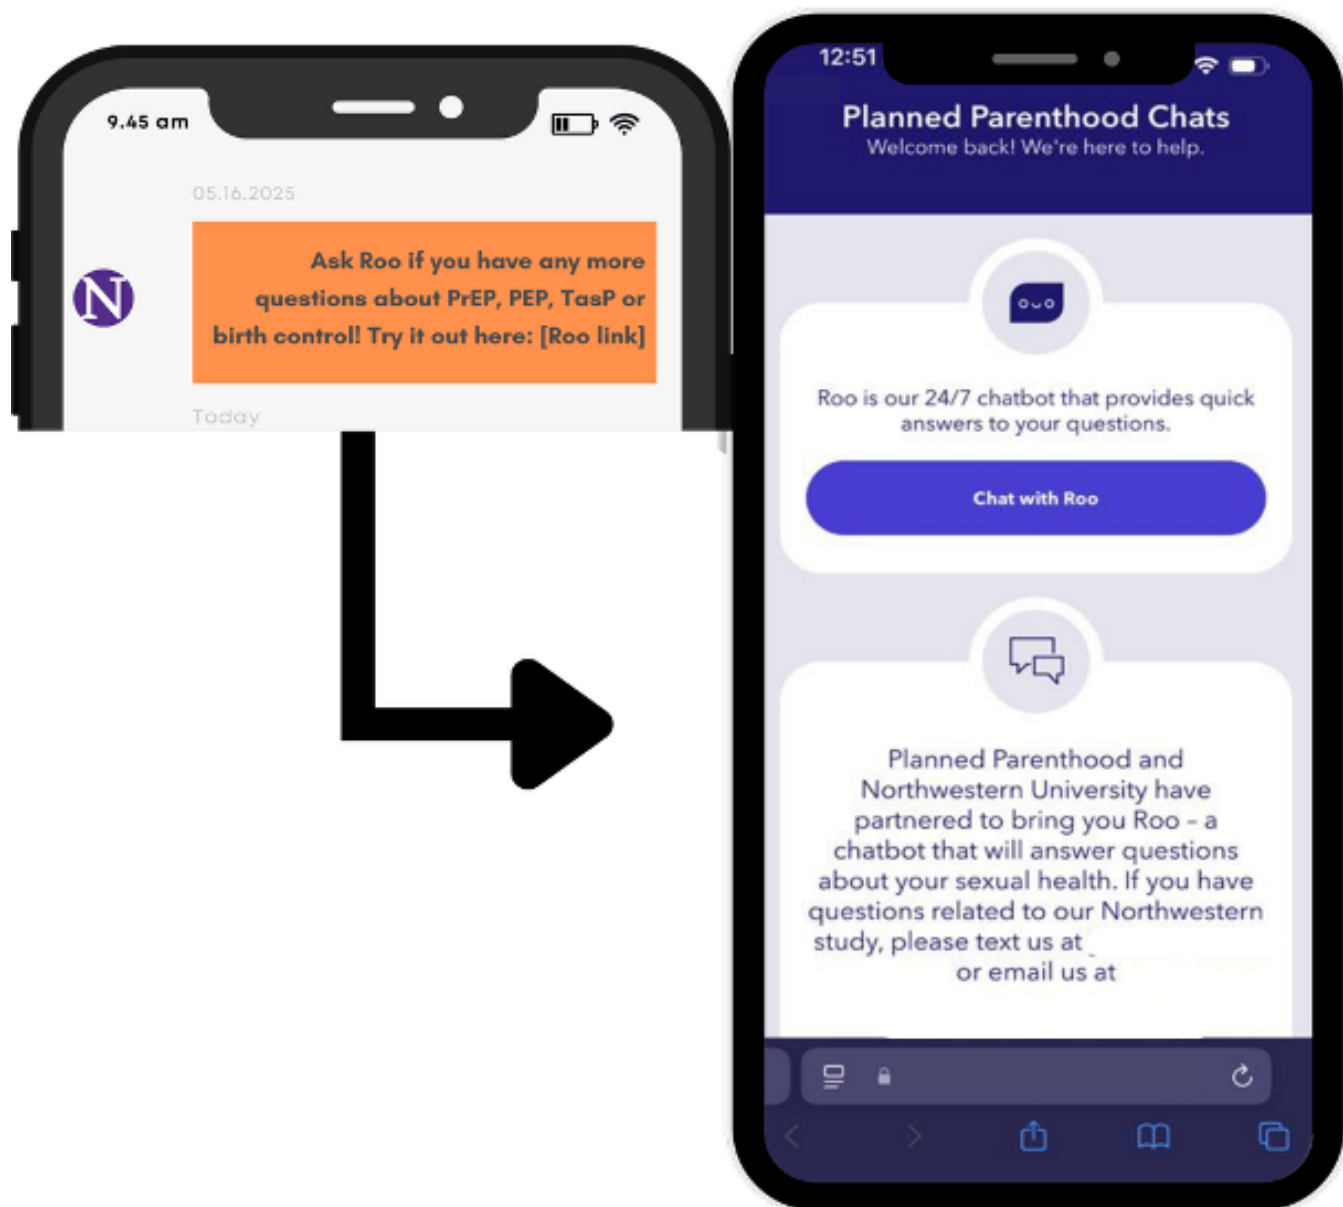 9.45 am
05.16.2025
N
Ask Roo if you have any more
questions about PrEP, PEP, TasP or
birth control! Try it out here: [Roo link]
Today
12:51
Planned Parenthood Chats
Welcome back! We're here to help.
Roo is our 24/7 chatbot that provides quick
answers to your questions.
Chat with Roo
Planned Parenthood and
Northwestern University have
partnered to bring you Roo – a
chatbot that will answer questions
about your sexual health. If you have
questions related to our Northwestern
study, please text us at
or email us at